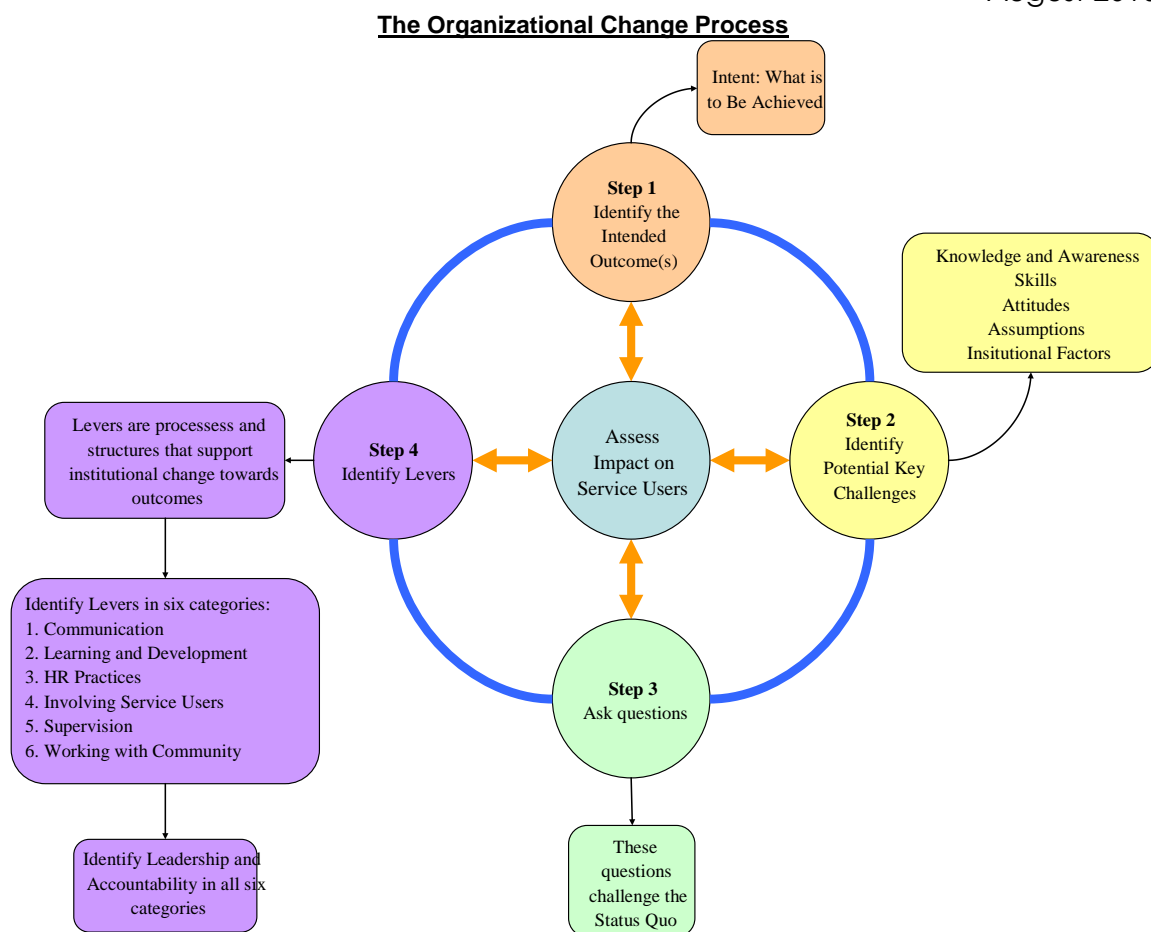 The Organizational Change Process
Intent: What is
to Be Achieved
Step 1
Identify the
Intended
Outcome(s)
Knowledge and Awareness
Skills
Attitudes
Assumptions
Insitutional Factors
Step 2
Identify
Potential Key
Challenges
Assess
Impact on
Service Users
Step 4
Identify Levers
Levers are processess and
structures that support
institutional change towards
outcomes
Identify Levers in six categories:
1. Communication
2. Learning and Development
3. HR Practices
4. Involving Service Users
5. Supervision
6. Working with Community
Identify Leadership and
Accountability in all six
categories
Step 3
Ask questions
These
questions
challenge the
Status Quo